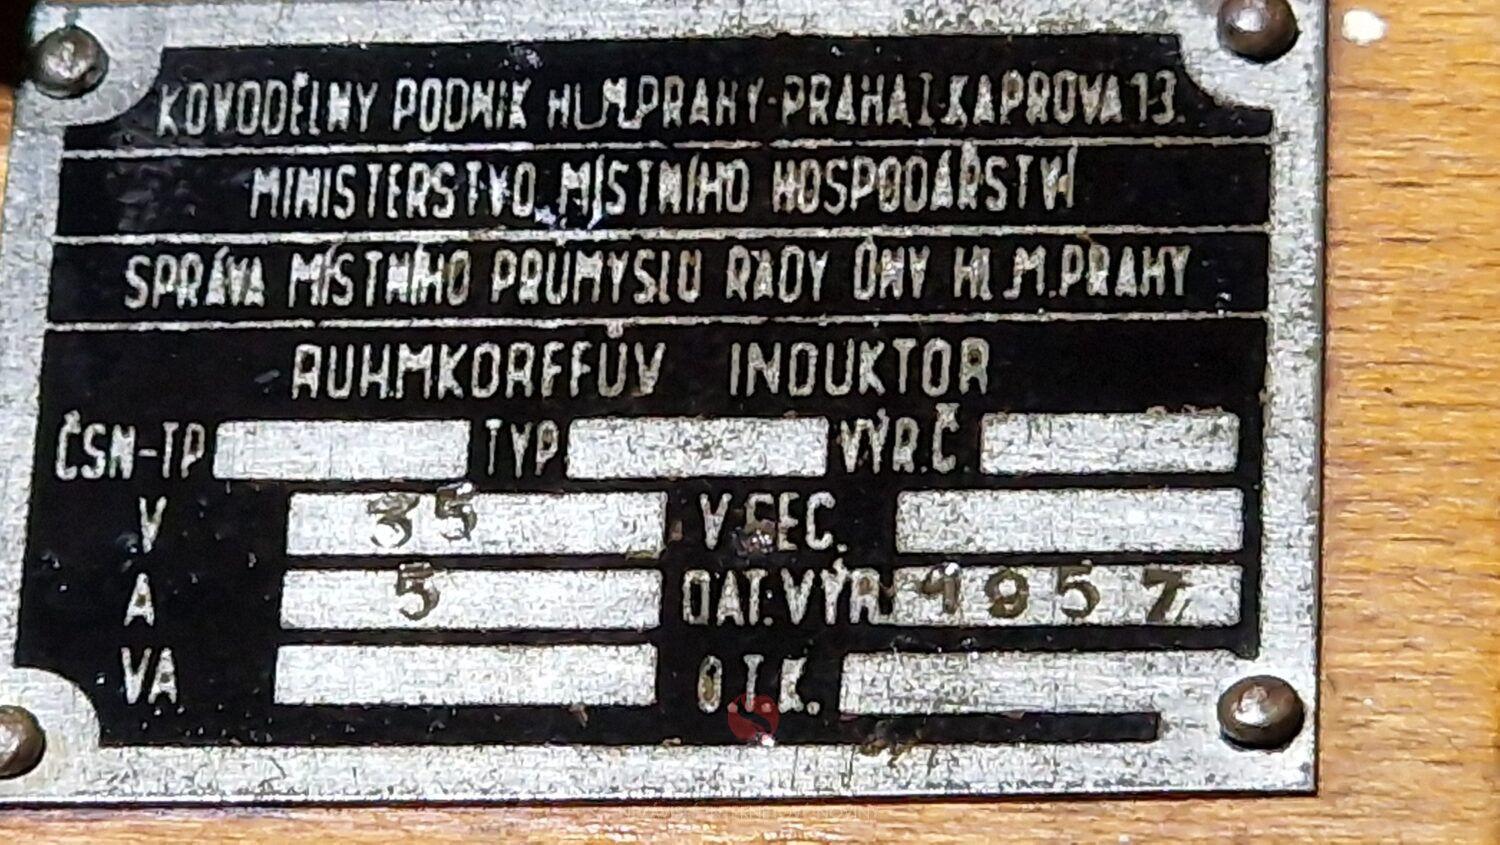 KOVODĚLNÝ PODNIK HL.M.PRAHY-PRAHA I.KAPROVA 13.
MINISTERSTVO MÍSTNÍHO HOSPODÁŘSTVÍ
SPRÁVA MÍSTNÍHO PRŮMYSLU RADY ÚNV HL.M.PRAHY
RUHMKORFFŮV INDUKTOR
ČSN-TP TYP VÝR.Č.
V 35 V SEC.
A 5 DAT.VÝR. 1957
VA O.T.K.